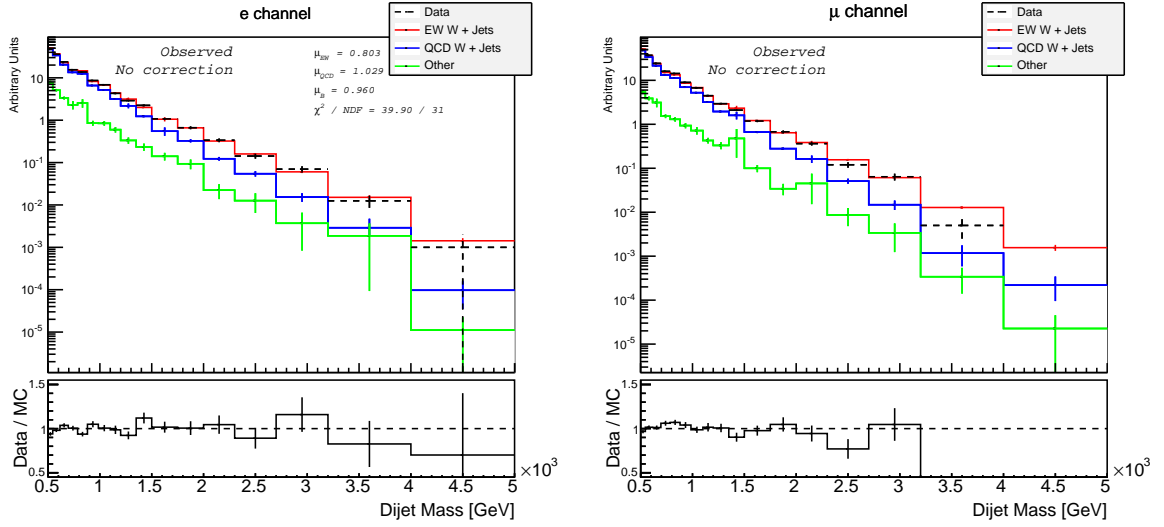 e channel
Data
EW W + Jets
QCD W + Jets
Other
Observed
No correction
μ_EW = 0.803
μ_QCD = 1.029
μ_B = 0.960
χ² / NDF = 39.90 / 31
Arbitrary Units
10
1
10⁻¹
10⁻²
10⁻³
10⁻⁴
10⁻⁵
Data / MC
1.5
1
0.5
0.5 1 1.5 2 2.5 3 3.5 4 4.5 5
×10³
Dijet Mass [GeV]
μ channel
Data
EW W + Jets
QCD W + Jets
Other
Observed
No correction
Arbitrary Units
10
1
10⁻¹
10⁻²
10⁻³
10⁻⁴
10⁻⁵
Data / MC
1.5
1
0.5
0.5 1 1.5 2 2.5 3 3.5 4 4.5 5
×10³
Dijet Mass [GeV]